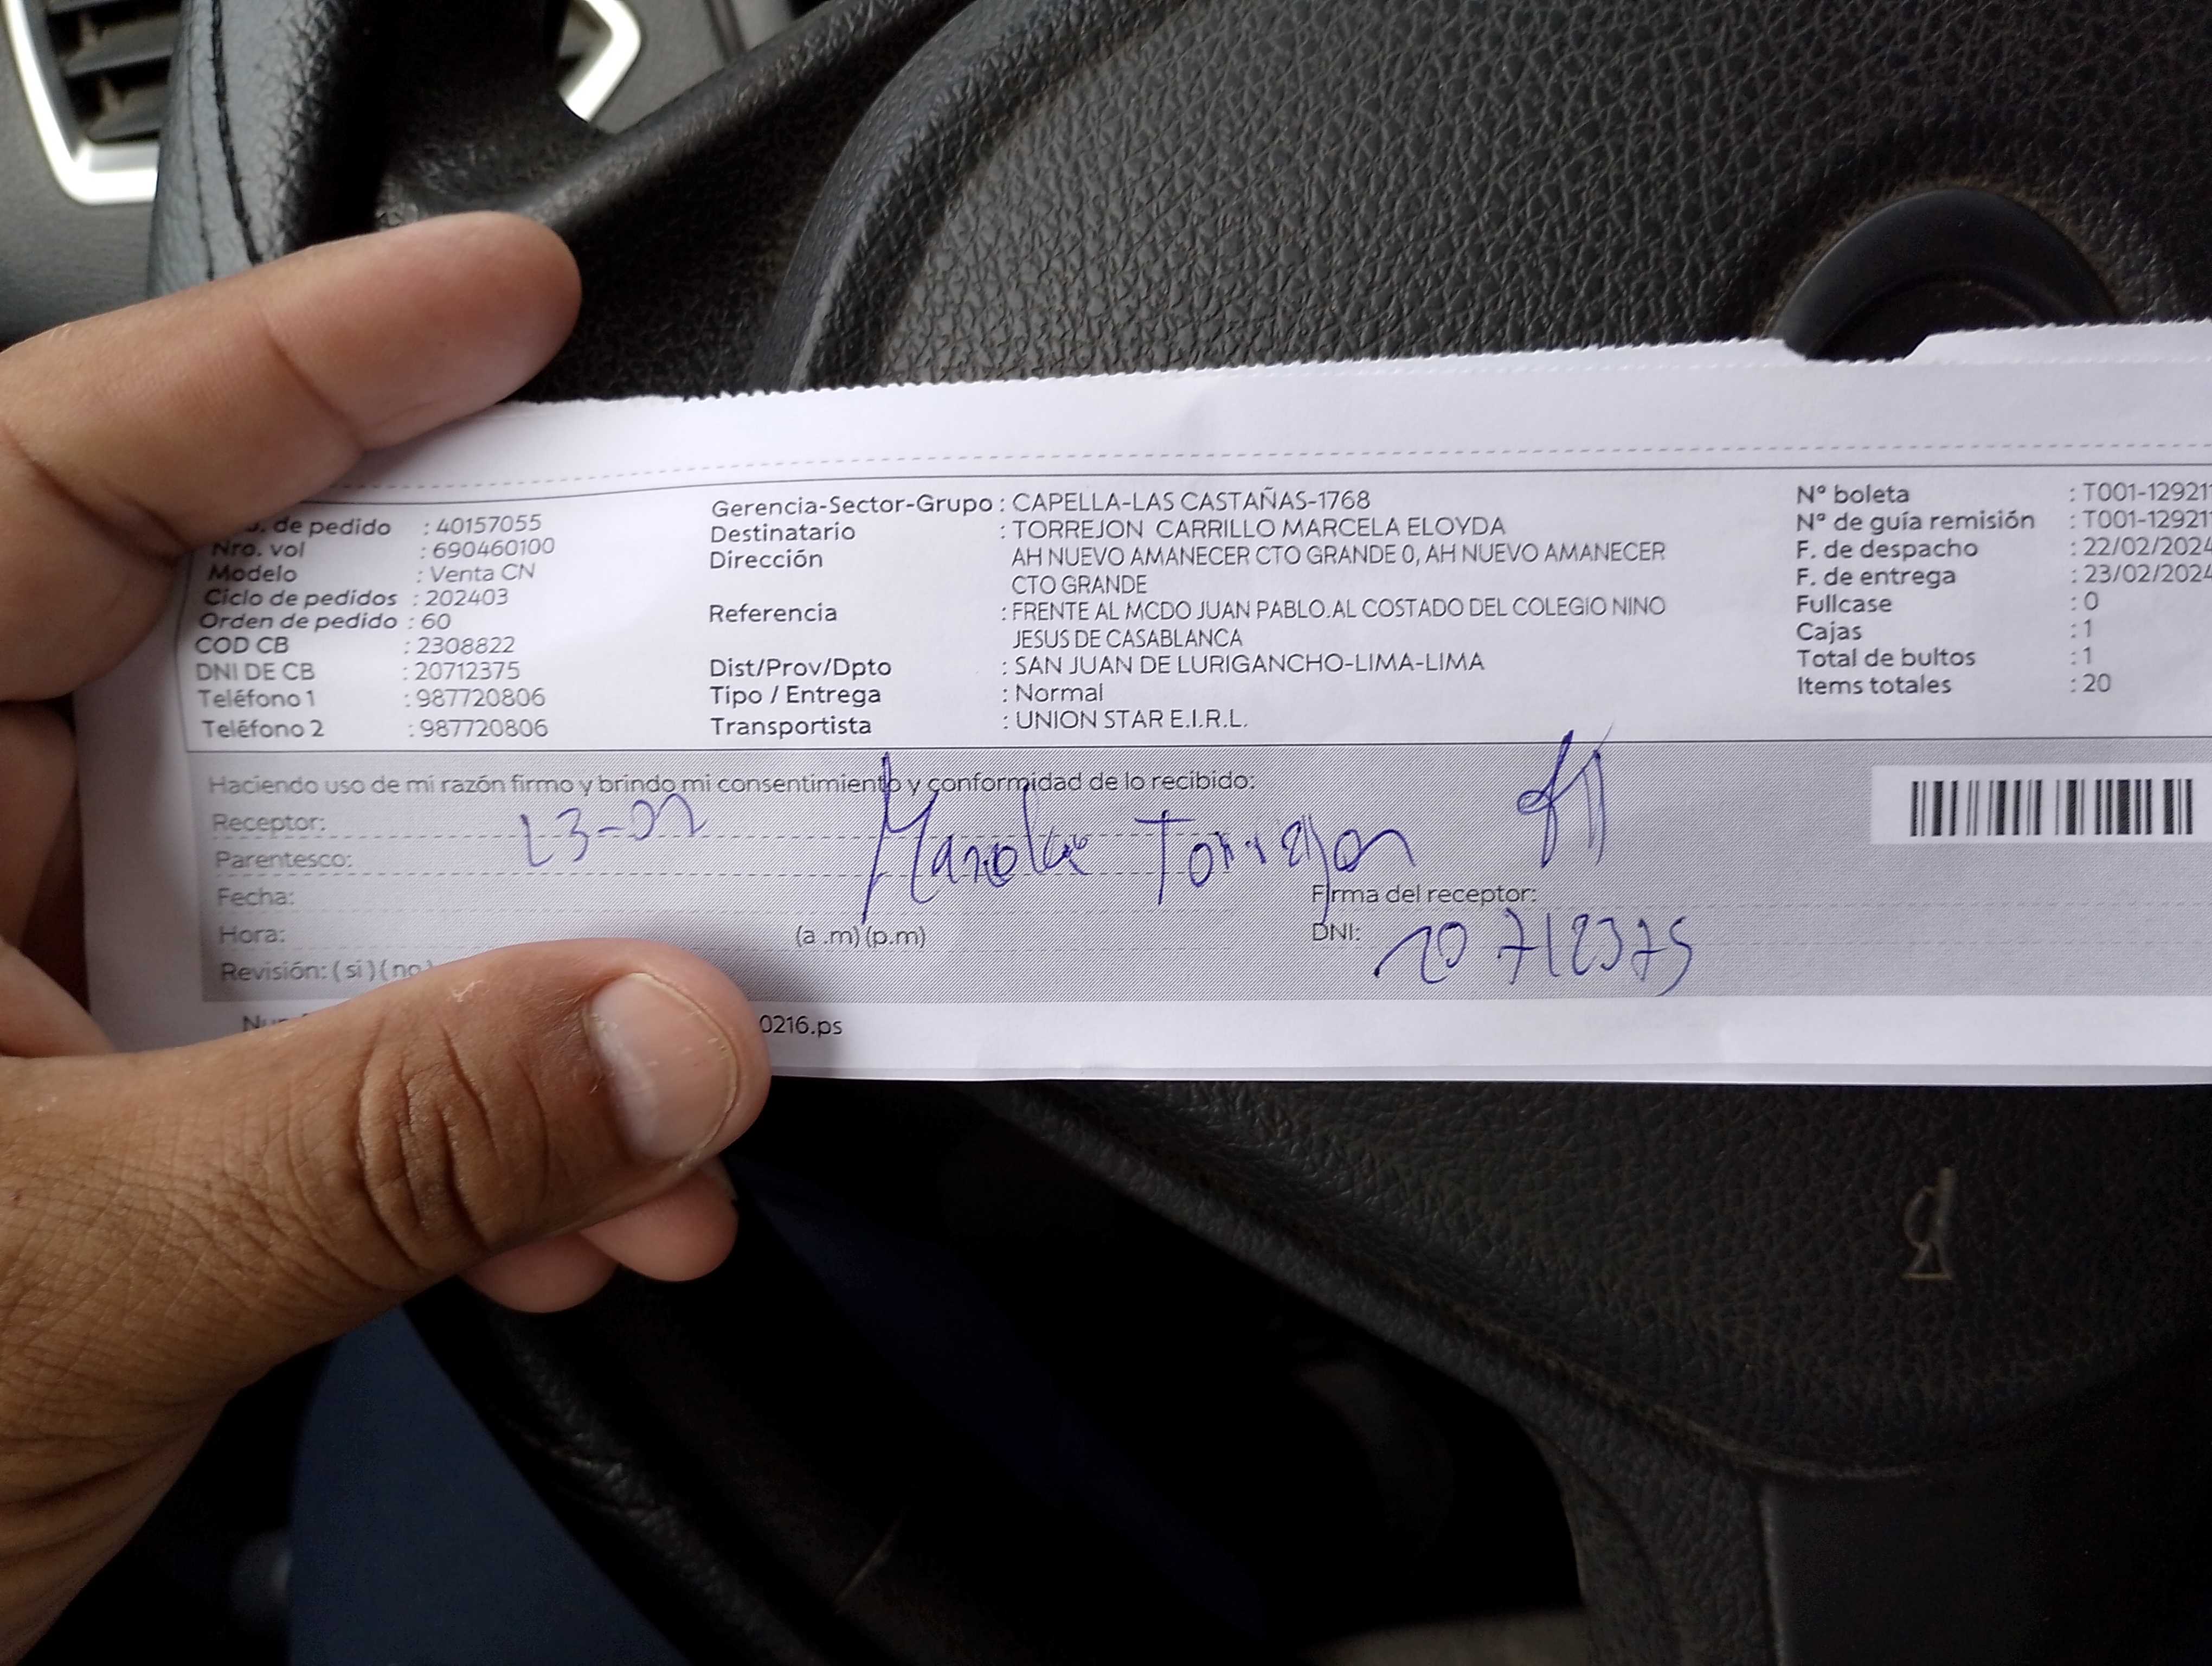 de pedido : 40157055
Nro. vol : 690460100
Modelo : Venta CN
Ciclo de pedidos : 202403
Orden de pedido : 60
COD CB : 2308822
DNI DE CB : 20712375
Teléfono 1 : 987720806
Teléfono 2 : 987720806
Gerencia-Sector-Grupo : CAPELLA-LAS CASTAÑAS-1768
Destinatario : TORREJON CARRILLO MARCELA ELOYDA
Dirección AH NUEVO AMANECER CTO GRANDE 0, AH NUEVO AMANECER
CTO GRANDE
Referencia : FRENTE AL MCDO JUAN PABLO.AL COSTADO DEL COLEGIO NINO
JESUS DE CASABLANCA
Dist/Prov/Dpto : SAN JUAN DE LURIGANCHO-LIMA-LIMA
Tipo / Entrega : Normal
Transportista : UNION STAR E.I.R.L.
N° boleta : T001-12921
N° de guía remisión : T001-12921
F. de despacho : 22/02/2024
F. de entrega : 23/02/2024
Fullcase : 0
Cajas : 1
Total de bultos : 1
Items totales : 20
Haciendo uso de mi razón firmo y brindo mi consentimiento y conformidad de lo recibido:
Receptor:
23-02 Torrejon
Parentesco:
Fecha:
Firma del receptor:
Hora: (a .m) (p.m)
DNI: 20712375
Revisión: ( si ) ( no )
0216.ps